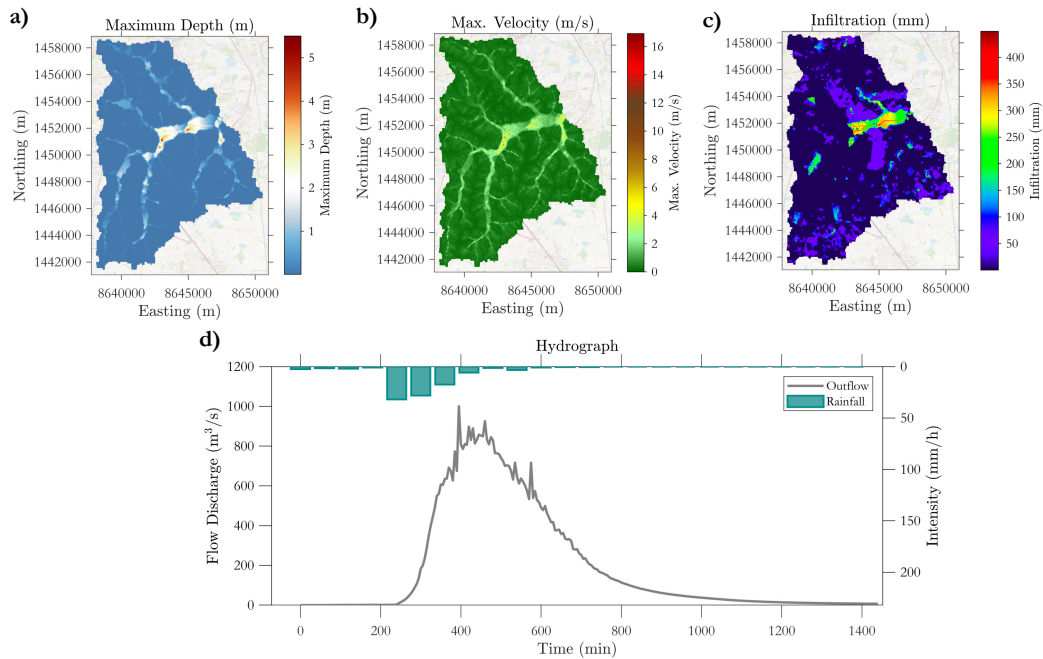 a)
Maximum Depth (m)
1458000
1456000
1454000
1452000
1450000
1448000
1446000
1444000
1442000
Northing (m)
8640000 8645000 8650000
Easting (m)
5
4
3
2
1
Maximum Depth (m)
b)
Max. Velocity (m/s)
1458000
1456000
1454000
1452000
1450000
1448000
1446000
1444000
1442000
Northing (m)
8640000 8645000 8650000
Easting (m)
16
14
12
10
8
6
4
2
0
Max. Velocity (m/s)
c)
Infiltration (mm)
1458000
1456000
1454000
1452000
1450000
1448000
1446000
1444000
1442000
Northing (m)
8640000 8645000 8650000
Easting (m)
400
350
300
250
200
150
100
50
Infiltration (mm)
d)
Hydrograph
1200
1000
800
600
400
200
0
Flow Discharge (m³/s)
Outflow
Rainfall
0
50
100
150
200
Intensity (mm/h)
0 200 400 600 800 1000 1200 1400
Time (min)